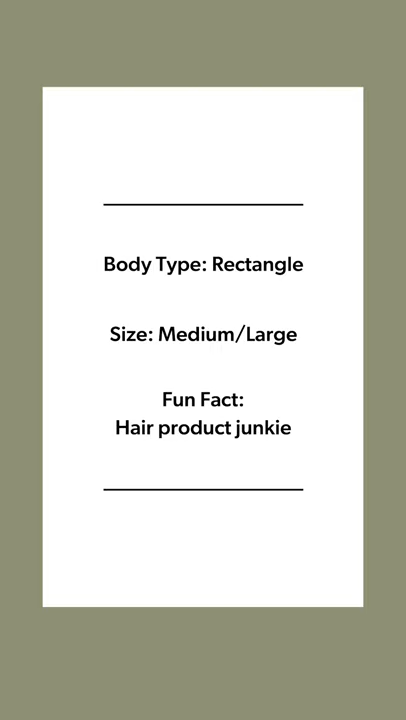 Body Type: Rectangle
Size: Medium/Large
Fun Fact:
Hair product junkie